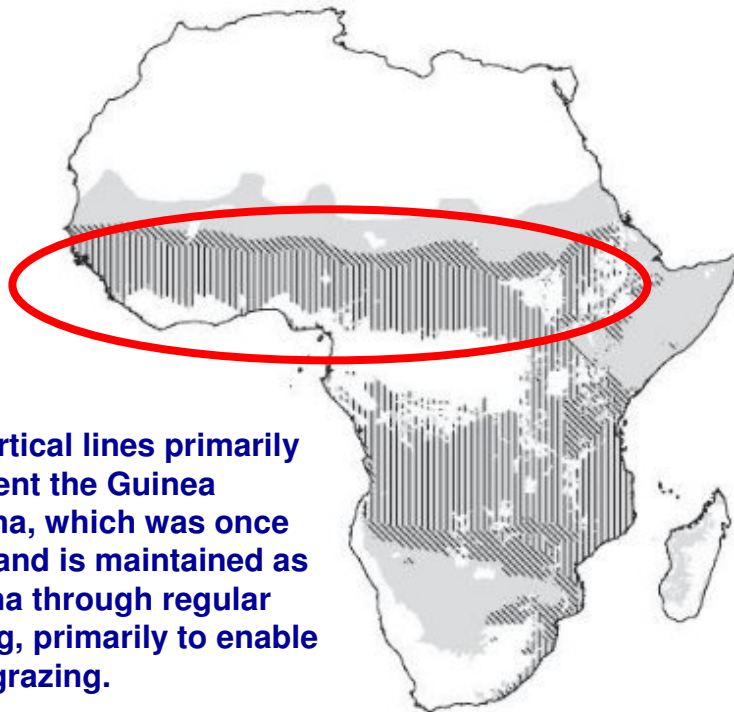 rtical lines primarily
ent the Guinea
na, which was once
and is maintained as
na through regular
g, primarily to enable
grazing.